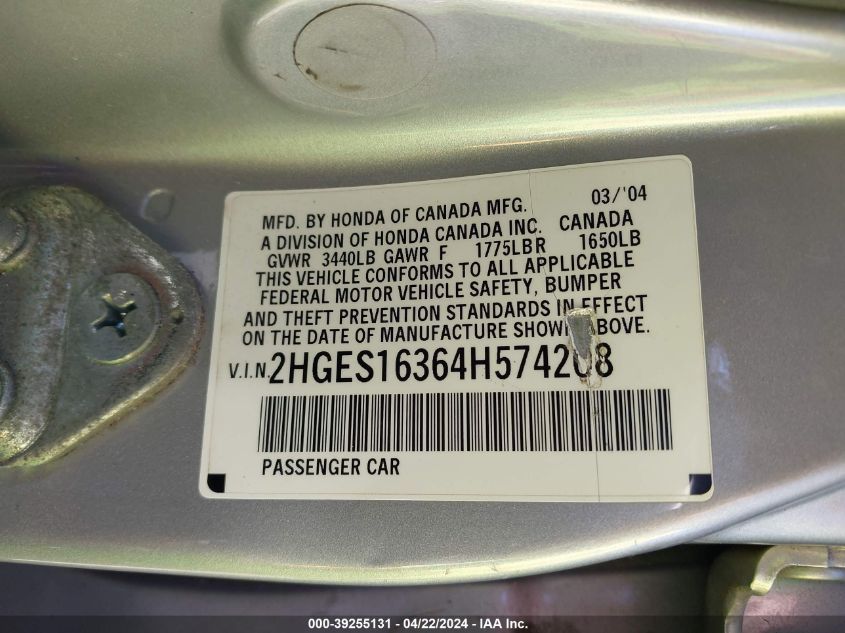 03/'04
MFD. BY HONDA OF CANADA MFG.
A DIVISION OF HONDA CANADA INC. CANADA
GVWR 3440LB GAWR F 1775LBR 1650LB
THIS VEHICLE CONFORMS TO ALL APPLICABLE
FEDERAL MOTOR VEHICLE SAFETY, BUMPER
AND THEFT PREVENTION STANDARDS IN EFFECT
ON THE DATE OF MANUFACTURE SHOWN ABOVE.
V.I.N. 2HGES16364H574208
PASSENGER CAR
000-39255131 - 04/22/2024 - IAA Inc.